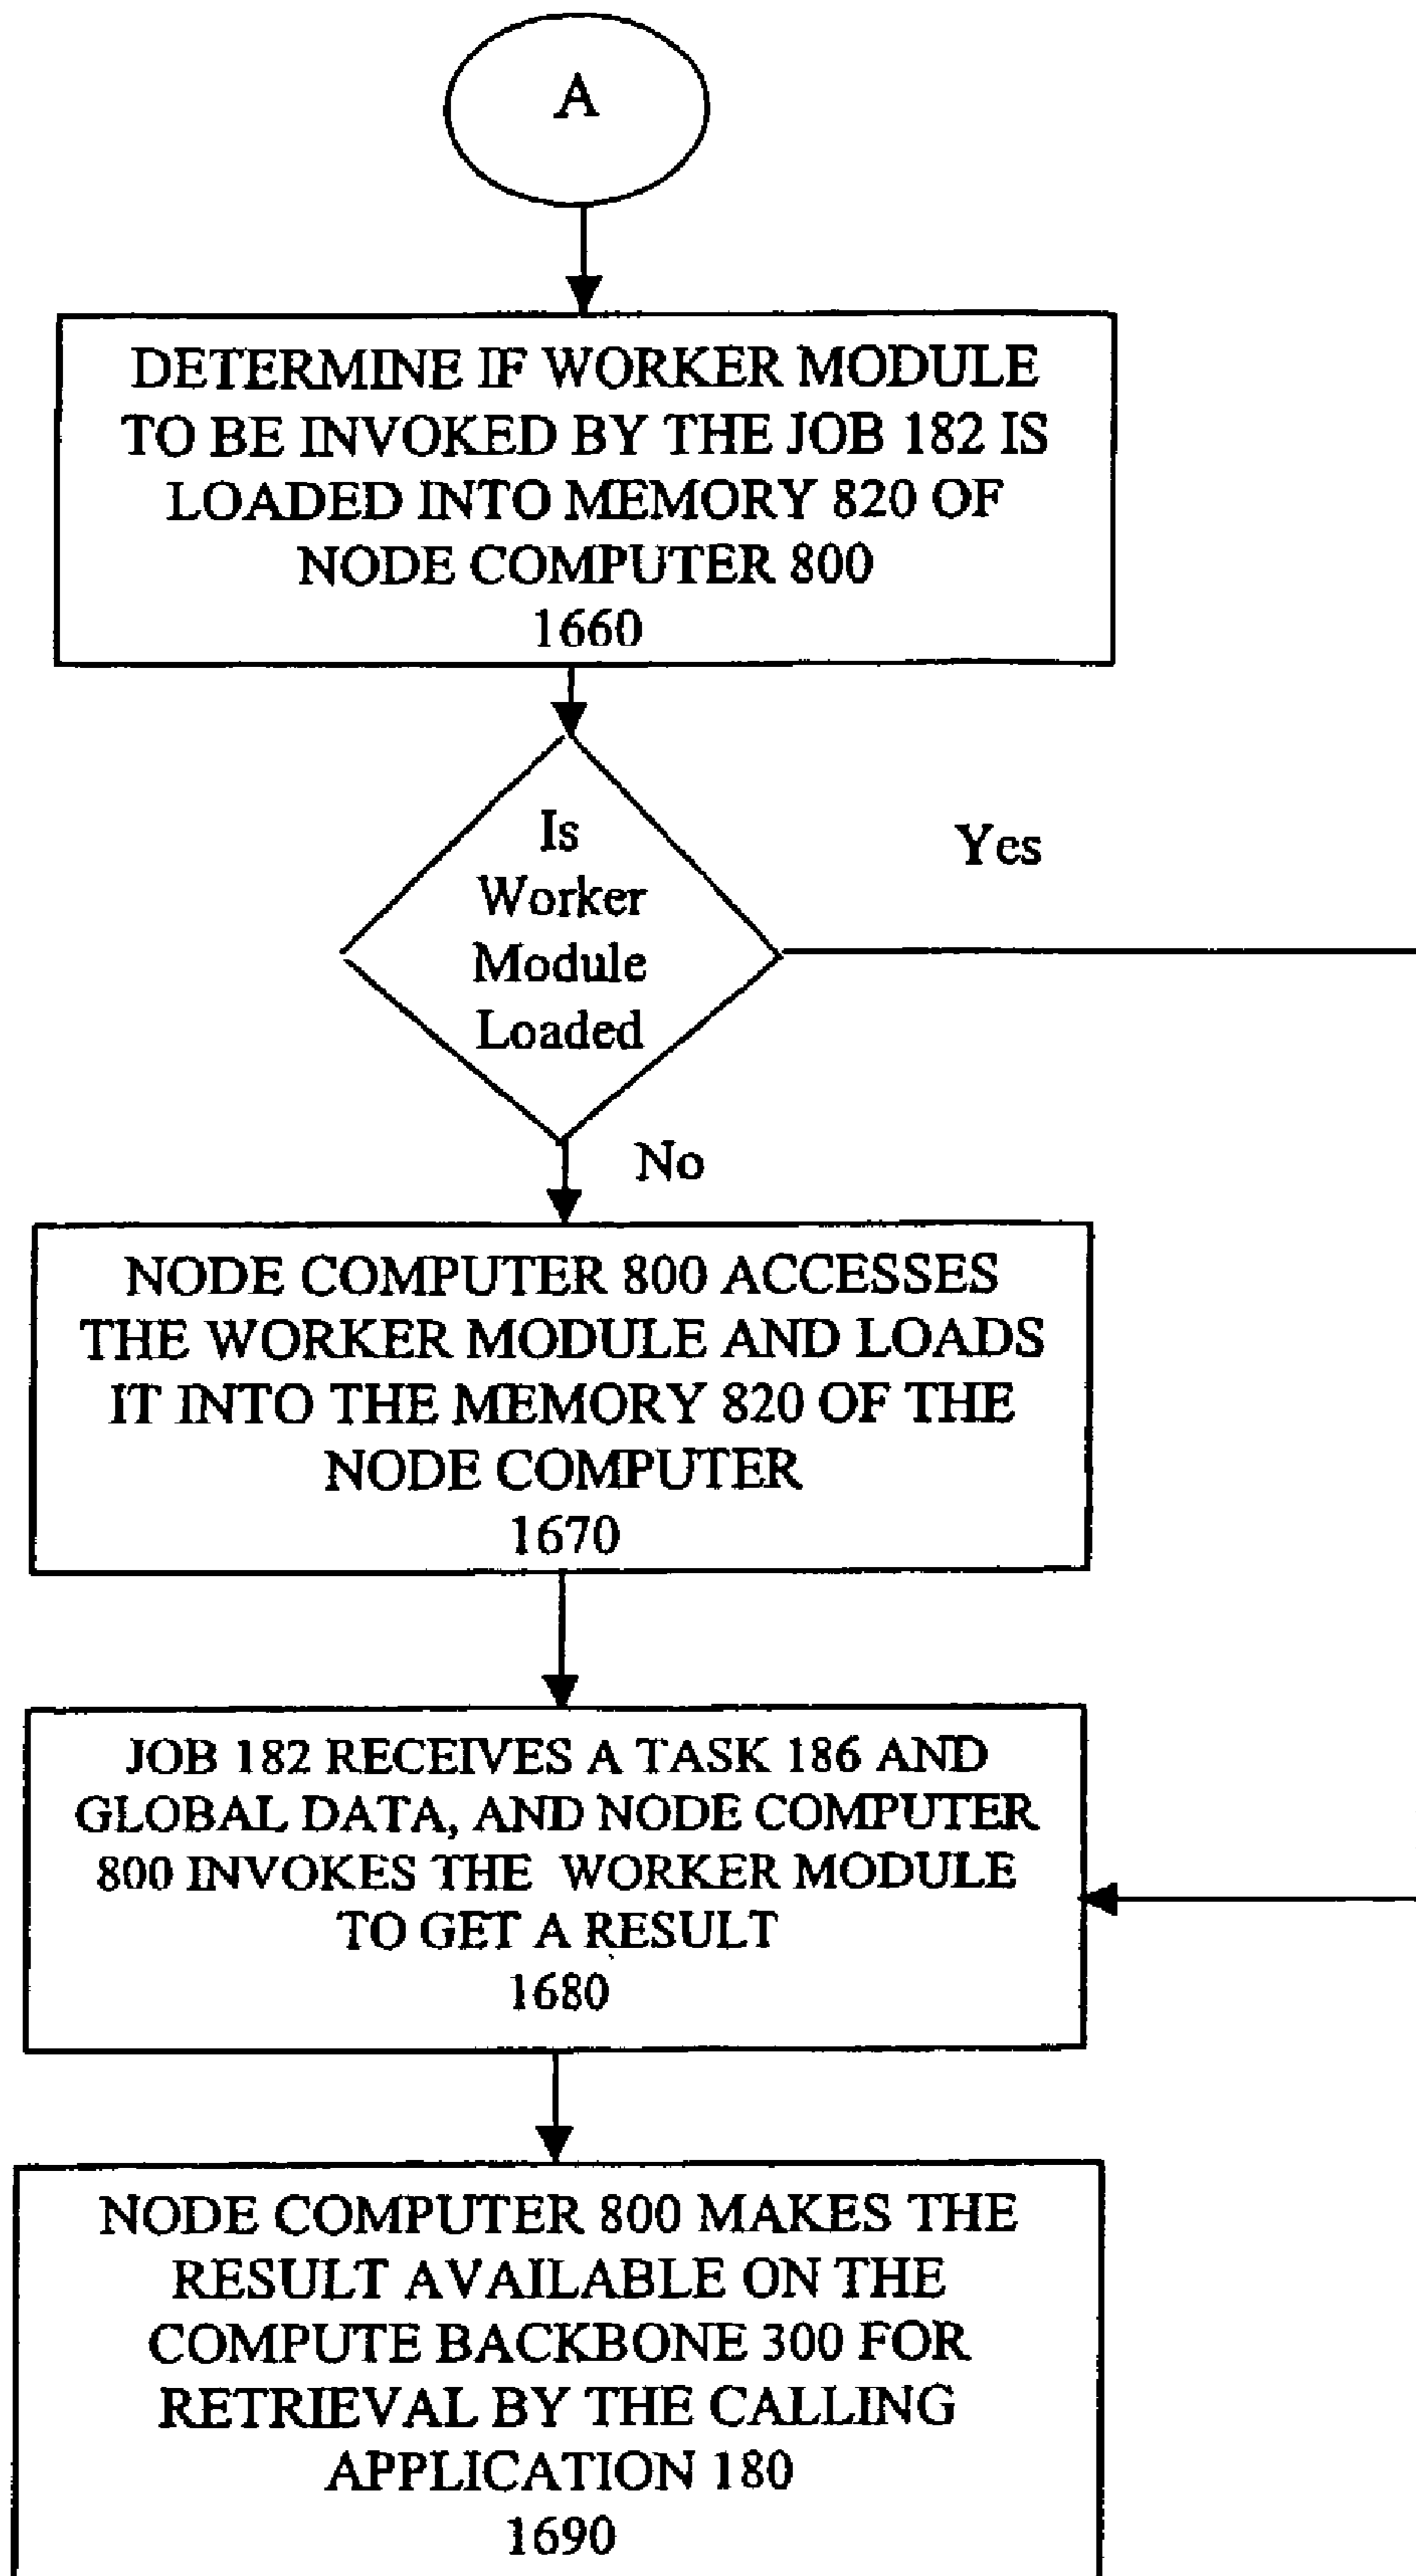 A
DETERMINE IF WORKER MODULE
TO BE INVOKED BY THE JOB 182 IS
LOADED INTO MEMORY 820 OF
NODE COMPUTER 800
1660
Is
Worker
Module
Loaded
Yes
No
NODE COMPUTER 800 ACCESSES
THE WORKER MODULE AND LOADS
IT INTO THE MEMORY 820 OF THE
NODE COMPUTER
1670
JOB 182 RECEIVES A TASK 186 AND
GLOBAL DATA, AND NODE COMPUTER
800 INVOKES THE WORKER MODULE
TO GET A RESULT
1680
NODE COMPUTER 800 MAKES THE
RESULT AVAILABLE ON THE
COMPUTE BACKBONE 300 FOR
RETRIEVAL BY THE CALLING
APPLICATION 180
1690